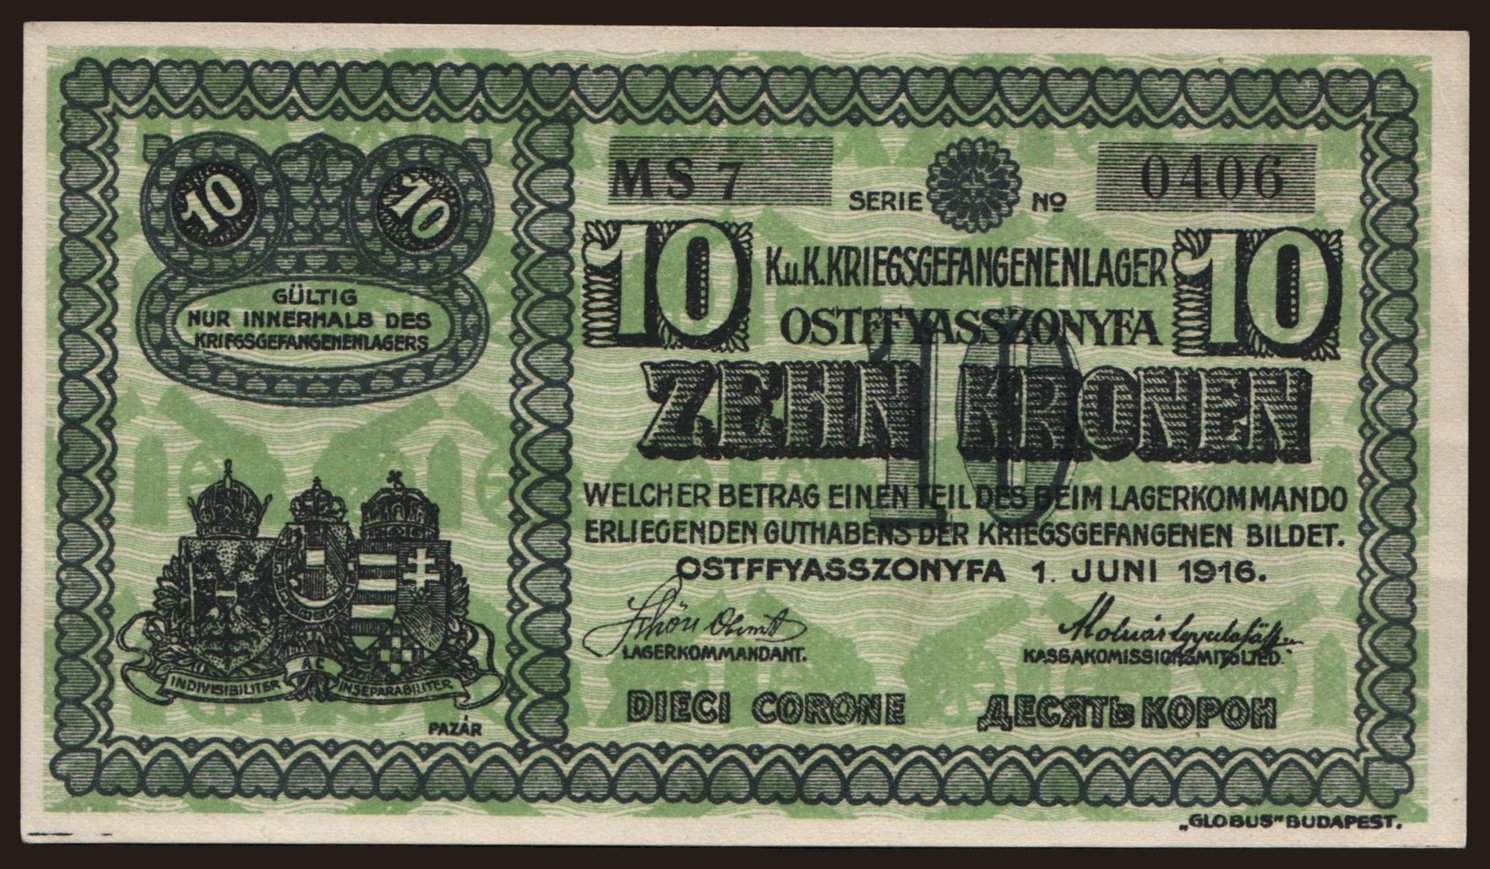 10 10
GÜLTIG
NUR INNERHALB DES
KRIEGSGEFANGENENLAGERS
INDIVISIBILITER AC INSEPARABILITER
PAZÁR
MS 7 SERIE No 0406
10 K.u.K.KRIEGSGEFANGENENLAGER 10
OSTFFYASSZONYFA
10
ZEHN KRONEN
WELCHER BETRAG EINEN TEIL DES BEIM LAGERKOMMANDO
ERLIEGENDEN GUTHABENS DER KRIEGSGEFANGENEN BILDET.
OSTFFYASSZONYFA 1. JUNI 1916.
Schön
LAGERKOMMANDANT. KASSAKOMISSIONSMITGLIED.
DIECI CORONE ДЕСЯТЬ КОРОН
„GLOBUS” BUDAPEST.